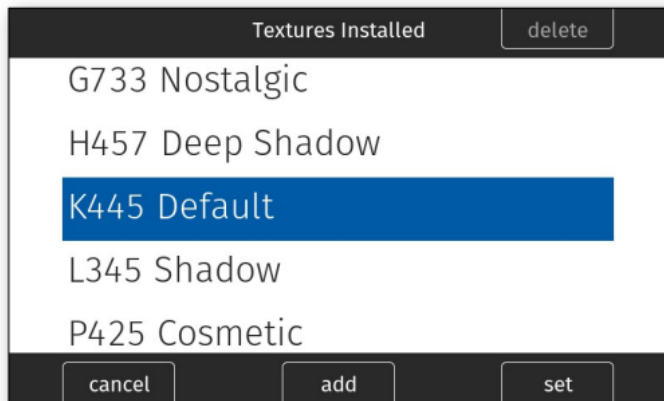 Textures Installed delete
G733 Nostalgic
H457 Deep Shadow
K445 Default
L345 Shadow
P425 Cosmetic
cancel add set